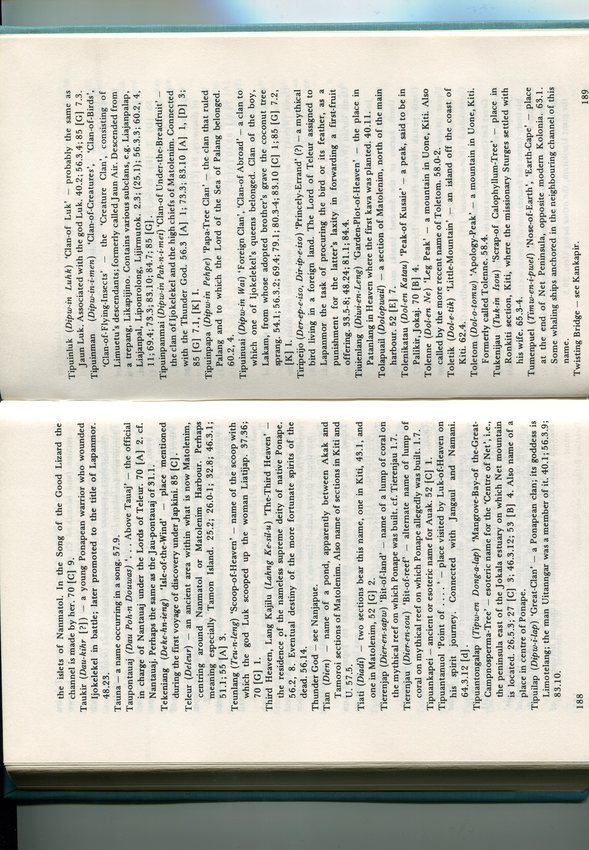 the islets of Nanmatol. In the Song of the Good Lizard the
channel is made by her. 70 [C] 9.
Taukir (Dau-kihr [?]) — a young Ponapean warrior who wounded
Ijokelekel in battle; later promoted to the title of Lapanmor.
48.23.
Tauna — a name occurring in a song. 57.9.
Taupontauaj (Dau Poh-n Douwas) '. . . Above Tauaj' — the official
in charge of Nantauaj under the Lords of Teleur. 70 [A] 2. cf.
Nantauaj. Perhaps the same as the Jau-pontauaj of 31.1.
Tekeniang (Deke-hn-ieng) 'Isle-of-the-Wind' — place mentioned
during the first voyage of discovery under Japkini. 85 [C].
Teleur (Deleur) — an ancient area within what is now Matolenim,
centring around Nanmatol or Matolenim Harbour. Perhaps
meaning especially Tamon Island. 25.2; 26.0-1; 32.8; 46.3.1;
51.1; 55 [A] 3.
Teunlang (Teu-n-leng) 'Scoop-of-Heaven' — name of the scoop with
which the god Luk scooped up the woman Liatijap. 37.36;
70 [G] 1.
Third Heaven, Lang Kajilu (Lahng Ke-sil-u) 'The-Third Heaven' —
the residence of the nameless supreme deity of native Ponape.
56.2, 8. Eventual destiny of the more fortunate spirits of the
dead. 56.14.
Thunder God — see Nanjapue.
Tian (Dien) — name of a pond, apparently between Akak and
Tamoroi sections of Matolenim. Also name of sections in Kiti and
U. 57.5.
Tiati (Diadi) — two sections bear this name, one in Kiti, 43.1, and
one in Matolenim, 52 [G] 2.
Tierenjap (Dier-en-sapw) 'Bit-of-land' — name of a lump of coral on
the mythical reef on which Ponape was built. cf. Tierenjau 1.7.
Tierenjau (Dier-en-sou) 'Bit-of-reef' — alternate name of lump of
coral on mythical reef on which Ponape allegedly was built. 1.7.
Tipuankapei — ancient or esoteric name for Auak. 52 [C] 1.
Tipuantanuol 'Point of . . . . ' — place visited by Luk-of-Heaven on
his spirit journey. Connected with Jangaul and Namani.
64.3.12 [d].
Tipuantongalap (Tipw-en Dong-a-lap) 'Mangrove-Bay-of the-Great-
Campnosperma-Tree' — esoteric name for the 'Centre of Net', i.e.,
the peninsula east of the Jokala estuary on which Net mountain
is located. 26.5.3; 27 [C] 3; 46.3.12; 53 [B] 4. Also name of a
place in centre of Ponape.
Tipuilap (Dipw-i-lap) 'Great-Clan' — a Ponapean clan; its goddess is
Limotelang; the man Uitanngar was a member of it. 40.1; 56.3.9;
83.10.
188
Tipuinluk (Dipw-in Luhk) 'Clan-of Luk' — probably the same as
Jaun Luk. Associated with the god Luk. 40.2; 56.3.4; 85 [G] 7.3.
Tipuinman (Dipw-in-i-men) 'Clan-of-Creatures', 'Clan-of-Birds',
'Clan-of-Flying-Insects' — the 'Creature Clan', consisting of
Limuetu's descendants; formerly called Jaun Air. Descended from
a trepang, Likapijino. Contains various subclans, e.g. Liajanpalap,
Liajanpal, Liponrolong, Lijirmutok. 2.3; (25.1); 56.3.3; 60.2, 4,
11; 69.4; 73.3; 83.10; 84.7; 85 [G].
Tipuinpanmai (Dipw-in Pah-n-i-mei) 'Clan-of Under-the-Breadfruit' —
the clan of Ijokelekel and the high chiefs of Matolenim. Connected
with the Thunder God. 56.3 [A] 1; 73.3; 83.10 [A] 1, [D] 3;
85 [G] 7.1, [K] I.
Tipuinpapa (Dipw-in Pehpe) 'Papa-Tree Clan' — the clan that ruled
Palang and to which the Lord of the Sea of Palang belonged.
60.2, 4.
Tipuinuai (Dipw-in Wai) 'Foreign Clan', 'Clan-of Abroad' — a clan to
which one of Ijokelekel's queens belonged. Clan of the boy,
Lakam, from whose adopted brother's grave the coconut tree
sprang. 54.1; 56.3.2; 69.4; 79.1; 80.3-4; 83.10 [C] 1; 85 [G] 7.2,
[K] I.
Tiripeijo (Der-ep-e-iso, Dir-ip-e-iso) 'Princely-Errand' (?) — a mythical
bird living in a foreign land. The Lord of Teleur assigned to
Lapanmor the task of procuring the bird or its feather, as a
punishment for the latter's laxity in forwarding a first-fruit
offering. 33.5-8; 48.24; 81.1; 84.4.
Tiuienlang (Diwi-en-Leng) 'Garden-Plot-of-Heaven' — the place in
Patanlang in Heaven where the first kava was planted. 40.11.
Tolapuail (Dolopwail) — a section of Matolenim, north of the main
harbour. 52 [E] 7.
Tolenikatau (Dol-en Katau) 'Peak-of Kusaie' — a peak, said to be in
Palikir, Jokaj. 70 [B] 4.
Tolenne (Dol-en Ne) 'Leg Peak' — a mountain in Uone, Kiti. Also
called by the more recent name of Toletom. 58.0-2.
Toletik (Dol-e-tik) 'Little-Mountain' — an island off the coast of
Kiti. 62.4.
Toletom (Dol-o-tomw) 'Apology-Peak' — a mountain in Uone, Kiti.
Formerly called Tolenne. 58.4.
Tukenijau (Tuk-in Isou) 'Scrap-of Calophyllum-Tree' — place in
Ronkiti section, Kiti, where the missionary Sturges settled with
his wife. 65.3-4.
Tumenpuel (Timw-en-i-pwel) 'Nose-of-Earth', 'Earth-Cape' — place
at the end of Net Peninsula, opposite modern Kolonia. 63.1.
Some whaling ships anchored in the neighbouring channel of this
name.
Twisting Bridge — see Kankapir.
189